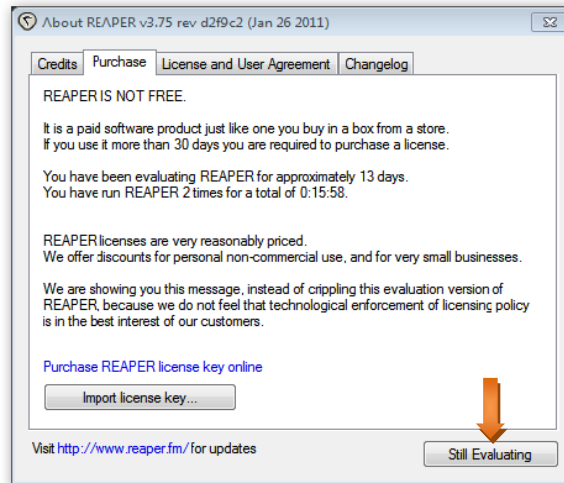 About REAPER v3.75 rev d2f9c2 (Jan 26 2011)
Credits Purchase License and User Agreement Changelog
REAPER IS NOT FREE.
It is a paid software product just like one you buy in a box from a store.
If you use it more than 30 days you are required to purchase a license.
You have been evaluating REAPER for approximately 13 days.
You have run REAPER 2 times for a total of 0:15:58.
REAPER licenses are very reasonably priced.
We offer discounts for personal non-commercial use, and for very small businesses.
We are showing you this message, instead of crippling this evaluation version of
REAPER, because we do not feel that technological enforcement of licensing policy
is in the best interest of our customers.
Purchase REAPER license key online
Import license key...
Visit http://www.reaper.fm/ for updates
Still Evaluating